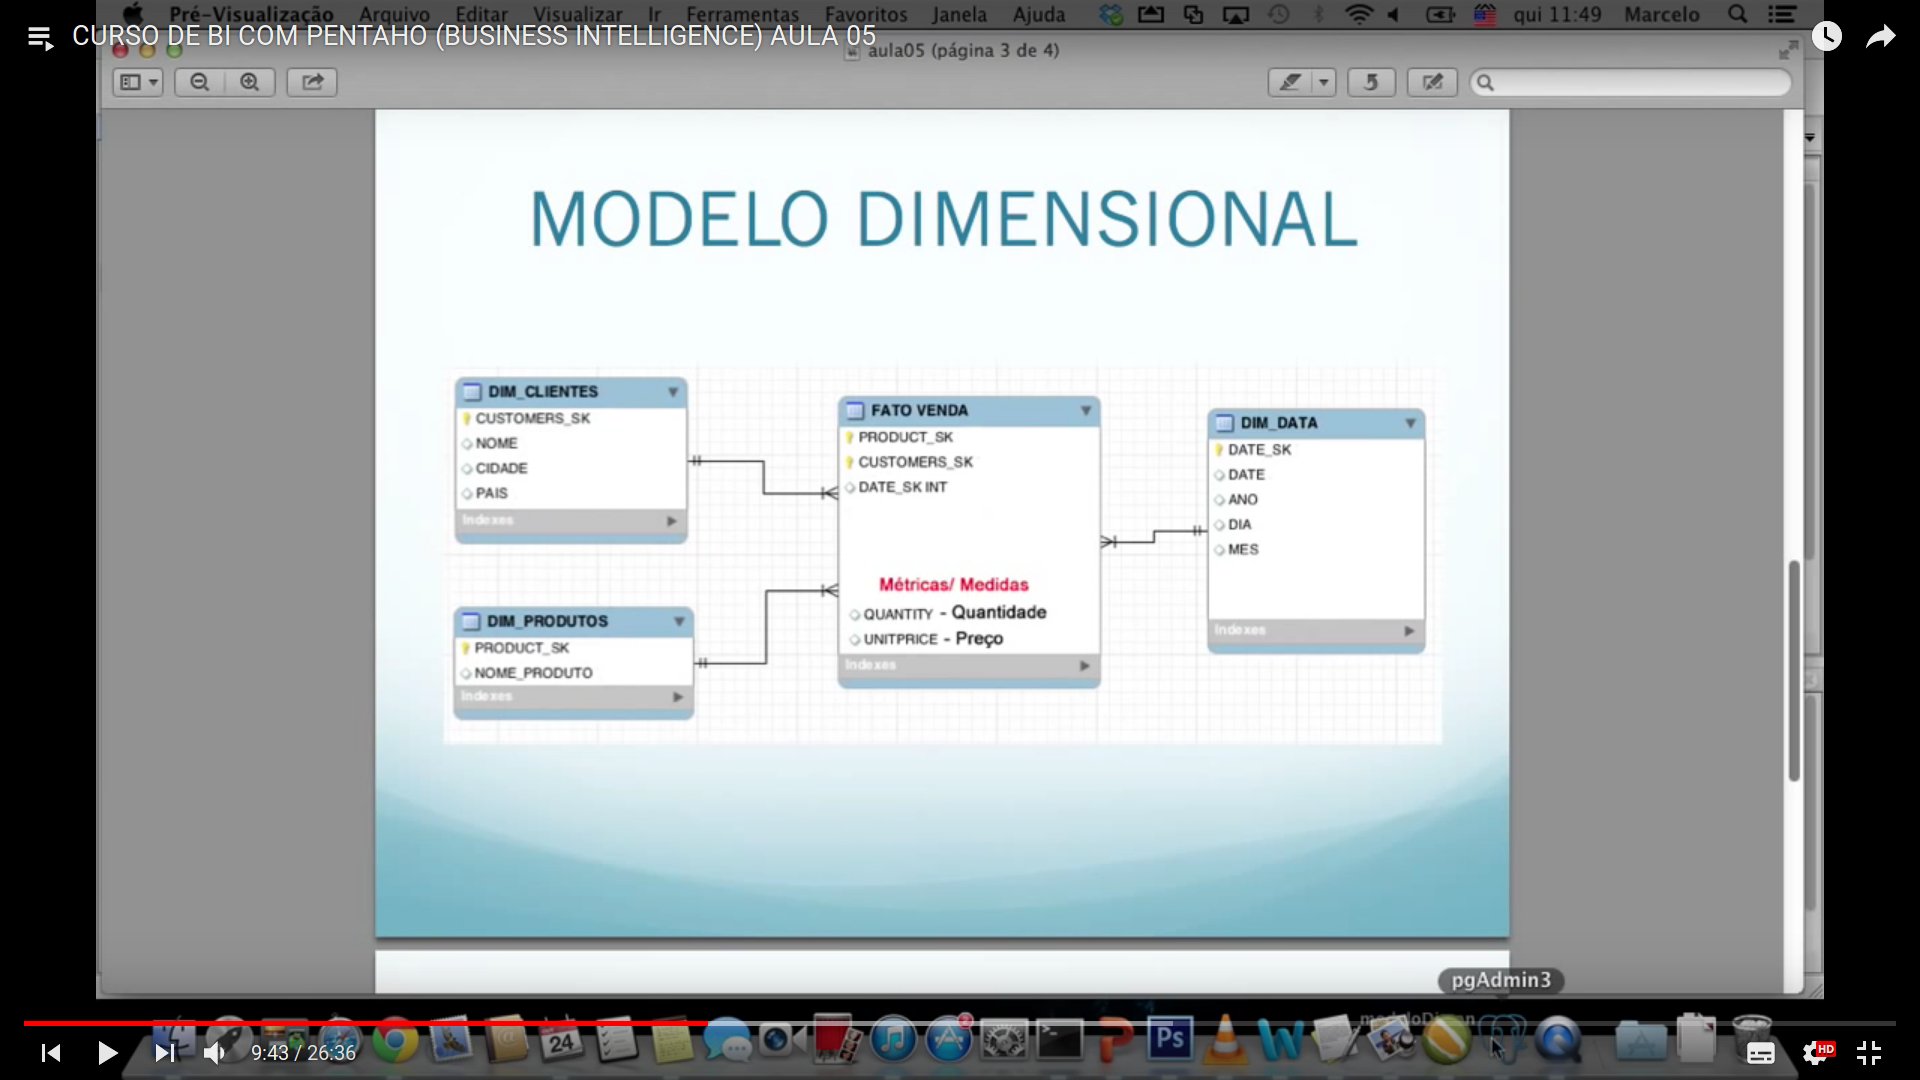 Pré-Visualização Arquivo Editar Visualizar Ir Ferramentas Favoritos Janela Ajuda qui 11:49 Marcelo
CURSO DE BI COM PENTAHO (BUSINESS INTELLIGENCE) AULA 05
aula05 (página 3 de 4)
MODELO DIMENSIONAL
DIM_CLIENTES
CUSTOMERS_SK
NOME
CIDADE
PAIS
Indexes
DIM_PRODUTOS
PRODUCT_SK
NOME_PRODUTO
Indexes
FATO VENDA
PRODUCT_SK
CUSTOMERS_SK
DATE_SK INT
Métricas/ Medidas
QUANTITY - Quantidade
UNITPRICE - Preço
Indexes
DIM_DATA
DATE_SK
DATE
ANO
DIA
MES
Indexes
pgAdmin3
24
2
Ps
W
9:43 / 26:36
HD